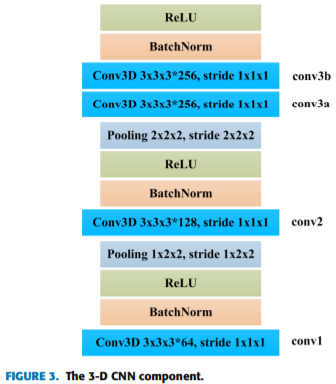 ReLU
BatchNorm
Conv3D 3x3x3*256, stride 1x1x1 conv3b
Conv3D 3x3x3*256, stride 1x1x1 conv3a
Pooling 2x2x2, stride 2x2x2
ReLU
BatchNorm
Conv3D 3x3x3*128, stride 1x1x1 conv2
Pooling 1x2x2, stride 1x2x2
ReLU
BatchNorm
Conv3D 3x3x3*64, stride 1x1x1 conv1
FIGURE 3. The 3-D CNN component.